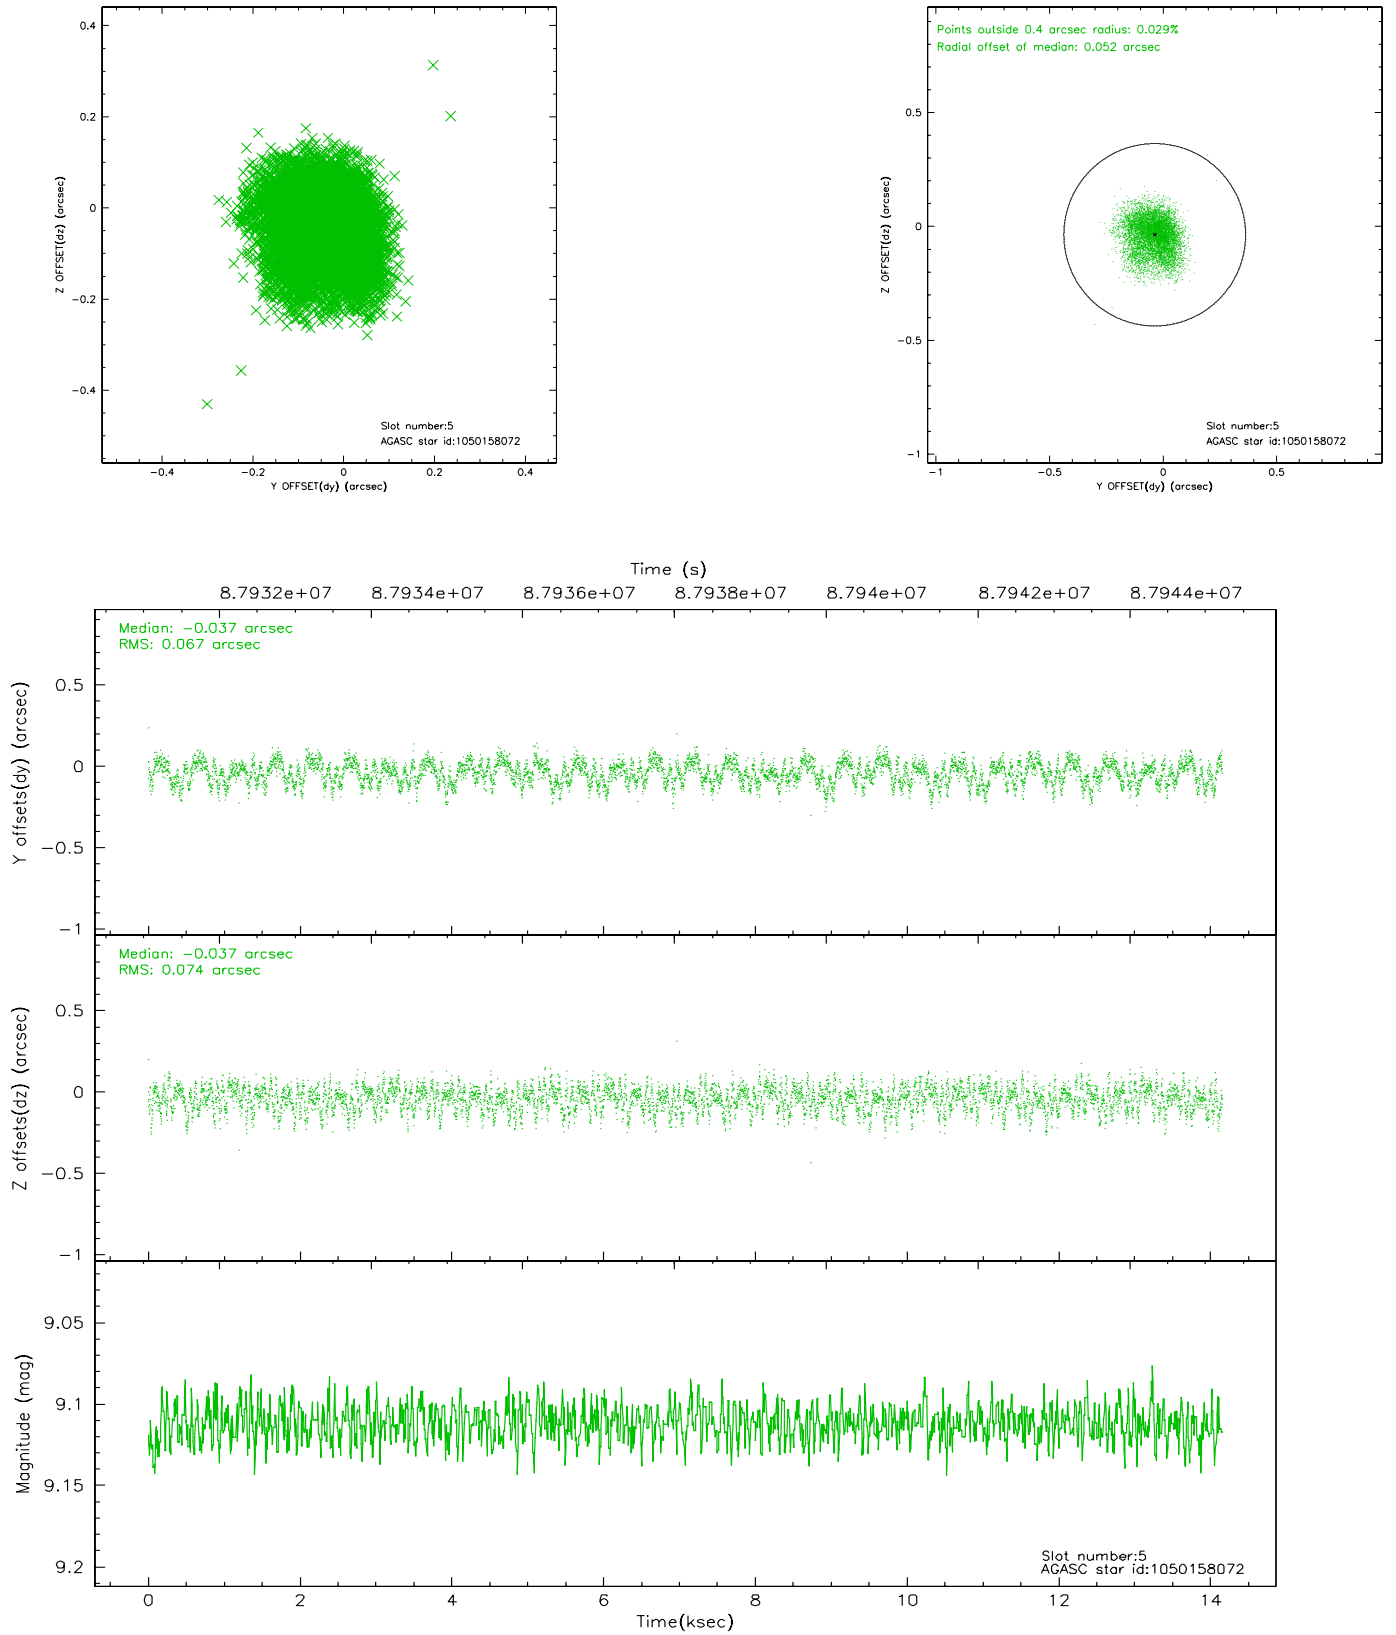 0.4
0.2
0
−0.2
−0.4
Z OFFSET(dz) (arcsec)
Slot number:5
AGASC star id:1050158072
−0.4 −0.2 0 0.2 0.4
Y OFFSET(dy) (arcsec)
Points outside 0.4 arcsec radius: 0.029%
Radial offset of median: 0.052 arcsec
0.5
0
−0.5
−1
Z OFFSET(dz) (arcsec)
Slot number:5
AGASC star id:1050158072
−1 −0.5 0 0.5
Y OFFSET(dy) (arcsec)
Time (s)
8.7932e+07 8.7934e+07 8.7936e+07 8.7938e+07 8.794e+07 8.7942e+07 8.7944e+07
Median: −0.037 arcsec
RMS: 0.067 arcsec
0.5
0
−0.5
−1
Y offsets(dy) (arcsec)
Median: −0.037 arcsec
RMS: 0.074 arcsec
0.5
0
−0.5
−1
Z offsets(dz) (arcsec)
9.05
9.1
9.15
9.2
Magnitude (mag)
Slot number:5
AGASC star id:1050158072
0 2 4 6 8 10 12 14
Time(ksec)